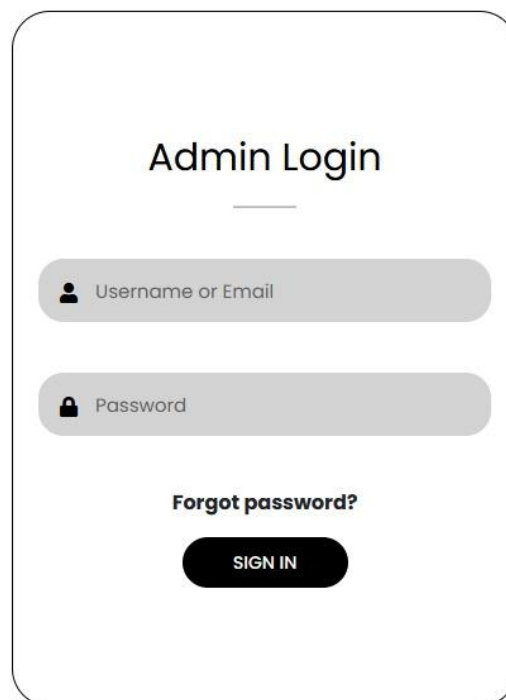 Admin Login
Username or Email
Password
Forgot password?
SIGN IN